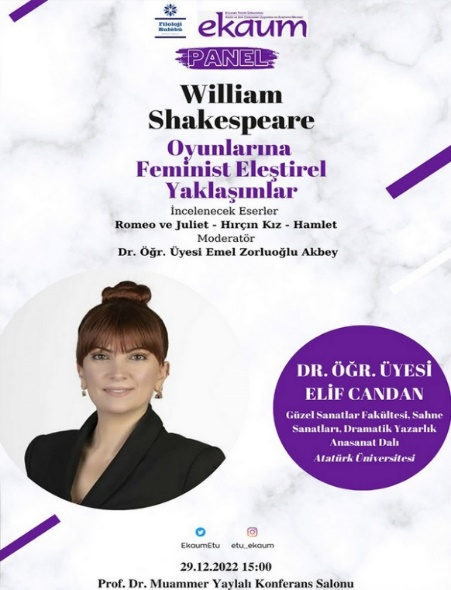 Filoloji
Kulübü
ekaum
PANEL
William
Shakespeare
Oyunlarına
Feminist Eleştirel
Yaklaşımlar
İncelenecek Eserler
Romeo ve Juliet - Hırçın Kız - Hamlet
Moderatör
Dr. Öğr. Üyesi Emel Zorluoğlu Akbey
DR. ÖĞR. ÜYESİ
ELİF CANDAN
Güzel Sanatlar Fakültesi, Sahne
Sanatları, Dramatik Yazarlık
Anasanat Dalı
Atatürk Üniversitesi
EkaumEtu etu_ekaum
29.12.2022 15:00
Prof. Dr. Muammer Yaylalı Konferans Salonu